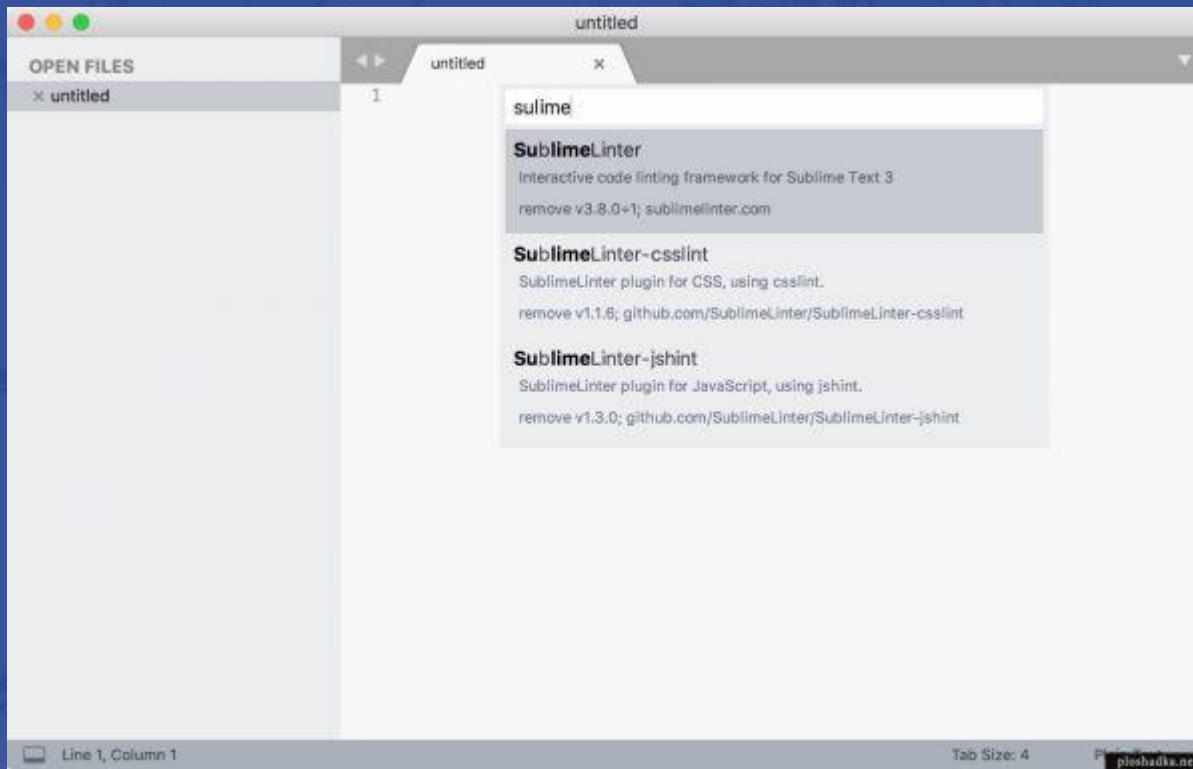 untitled
OPEN FILES
untitled
untitled
1
sulime
SublimeLinter
Interactive code linting framework for Sublime Text 3
remove v3.8.0+1; sublimelinter.com
SublimeLinter-csslint
SublimeLinter plugin for CSS, using csslint.
remove v1.1.6; github.com/SublimeLinter/SublimeLinter-csslint
SublimeLinter-jshint
SublimeLinter plugin for JavaScript, using jshint.
remove v1.3.0; github.com/SublimeLinter/SublimeLinter-jshint
Line 1, Column 1
Tab Size: 4
ploshadka.ne